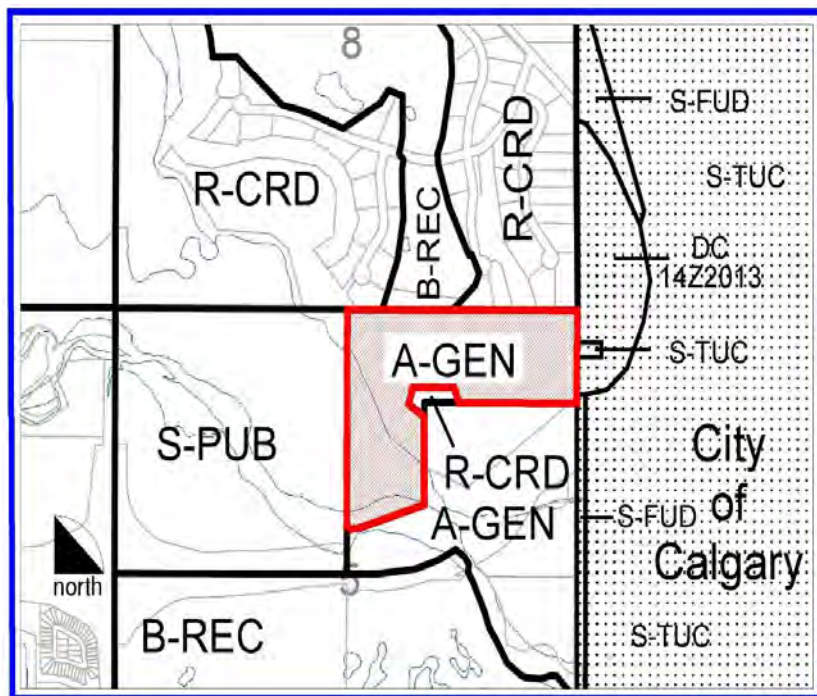 8
S-FUD
R-CRD
R-CRD
B-REC
S-TUC
DC
14Z2013
A-GEN
S-TUC
S-PUB
R-CRD
A-GEN
City
of
Calgary
S-FUD
north
5
B-REC
S-TUC